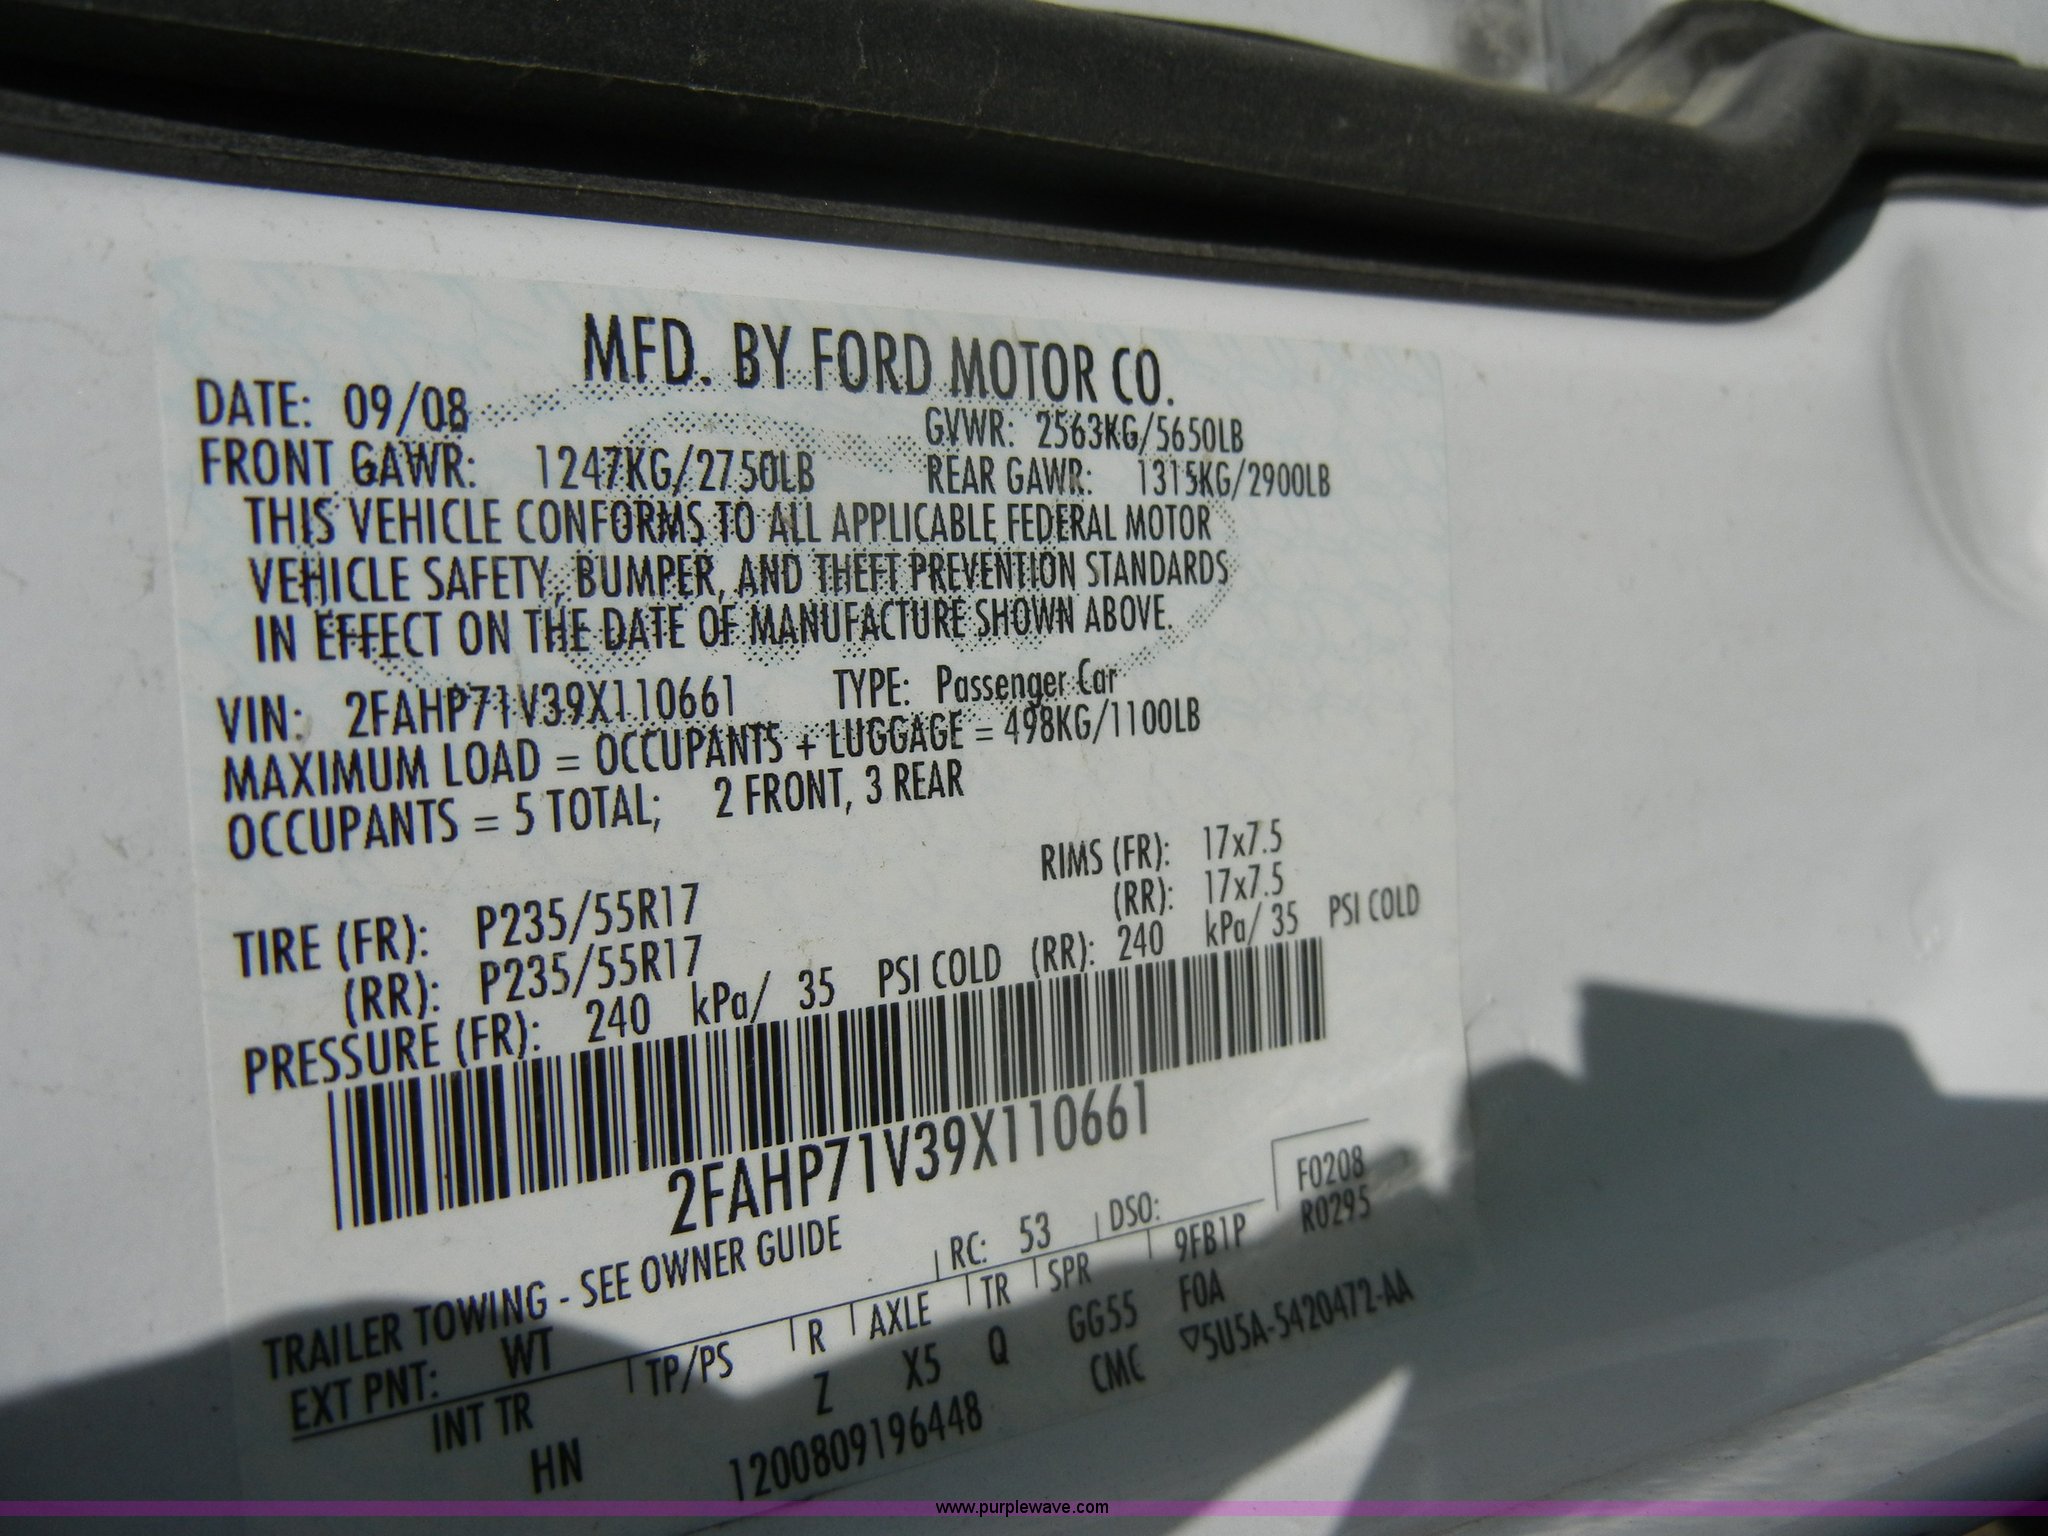 MFD. BY FORD MOTOR CO.
DATE: 09/08 GVWR: 2563KG/5650LB
FRONT GAWR: 1247KG/2750LB REAR GAWR: 1315KG/2900LB
THIS VEHICLE CONFORMS TO ALL APPLICABLE FEDERAL MOTOR
VEHICLE SAFETY, BUMPER, AND THEFT PREVENTION STANDARDS
IN EFFECT ON THE DATE OF MANUFACTURE SHOWN ABOVE.
VIN: 2FAHP71V39X110661 TYPE: Passenger Car
MAXIMUM LOAD = OCCUPANTS + LUGGAGE = 498KG/1100LB
OCCUPANTS = 5 TOTAL; 2 FRONT, 3 REAR
TIRE (FR): P235/55R17 RIMS (FR): 17x7.5
(RR): P235/55R17 (RR): 17x7.5
PRESSURE (FR): 240 kPa/ 35 PSI COLD (RR): 240 kPa/ 35 PSI COLD
2FAHP71V39X110661
TRAILER TOWING - SEE OWNER GUIDE F0208
EXT PNT: WT RC: 53 DSO: R0295
INT TR TP/PS R AXLE TR SPR 9FB1P
HN Z X5 Q GG55 F0A
1200809196448 CMC ▽5U5A-5420472-AA
www.purplewave.com